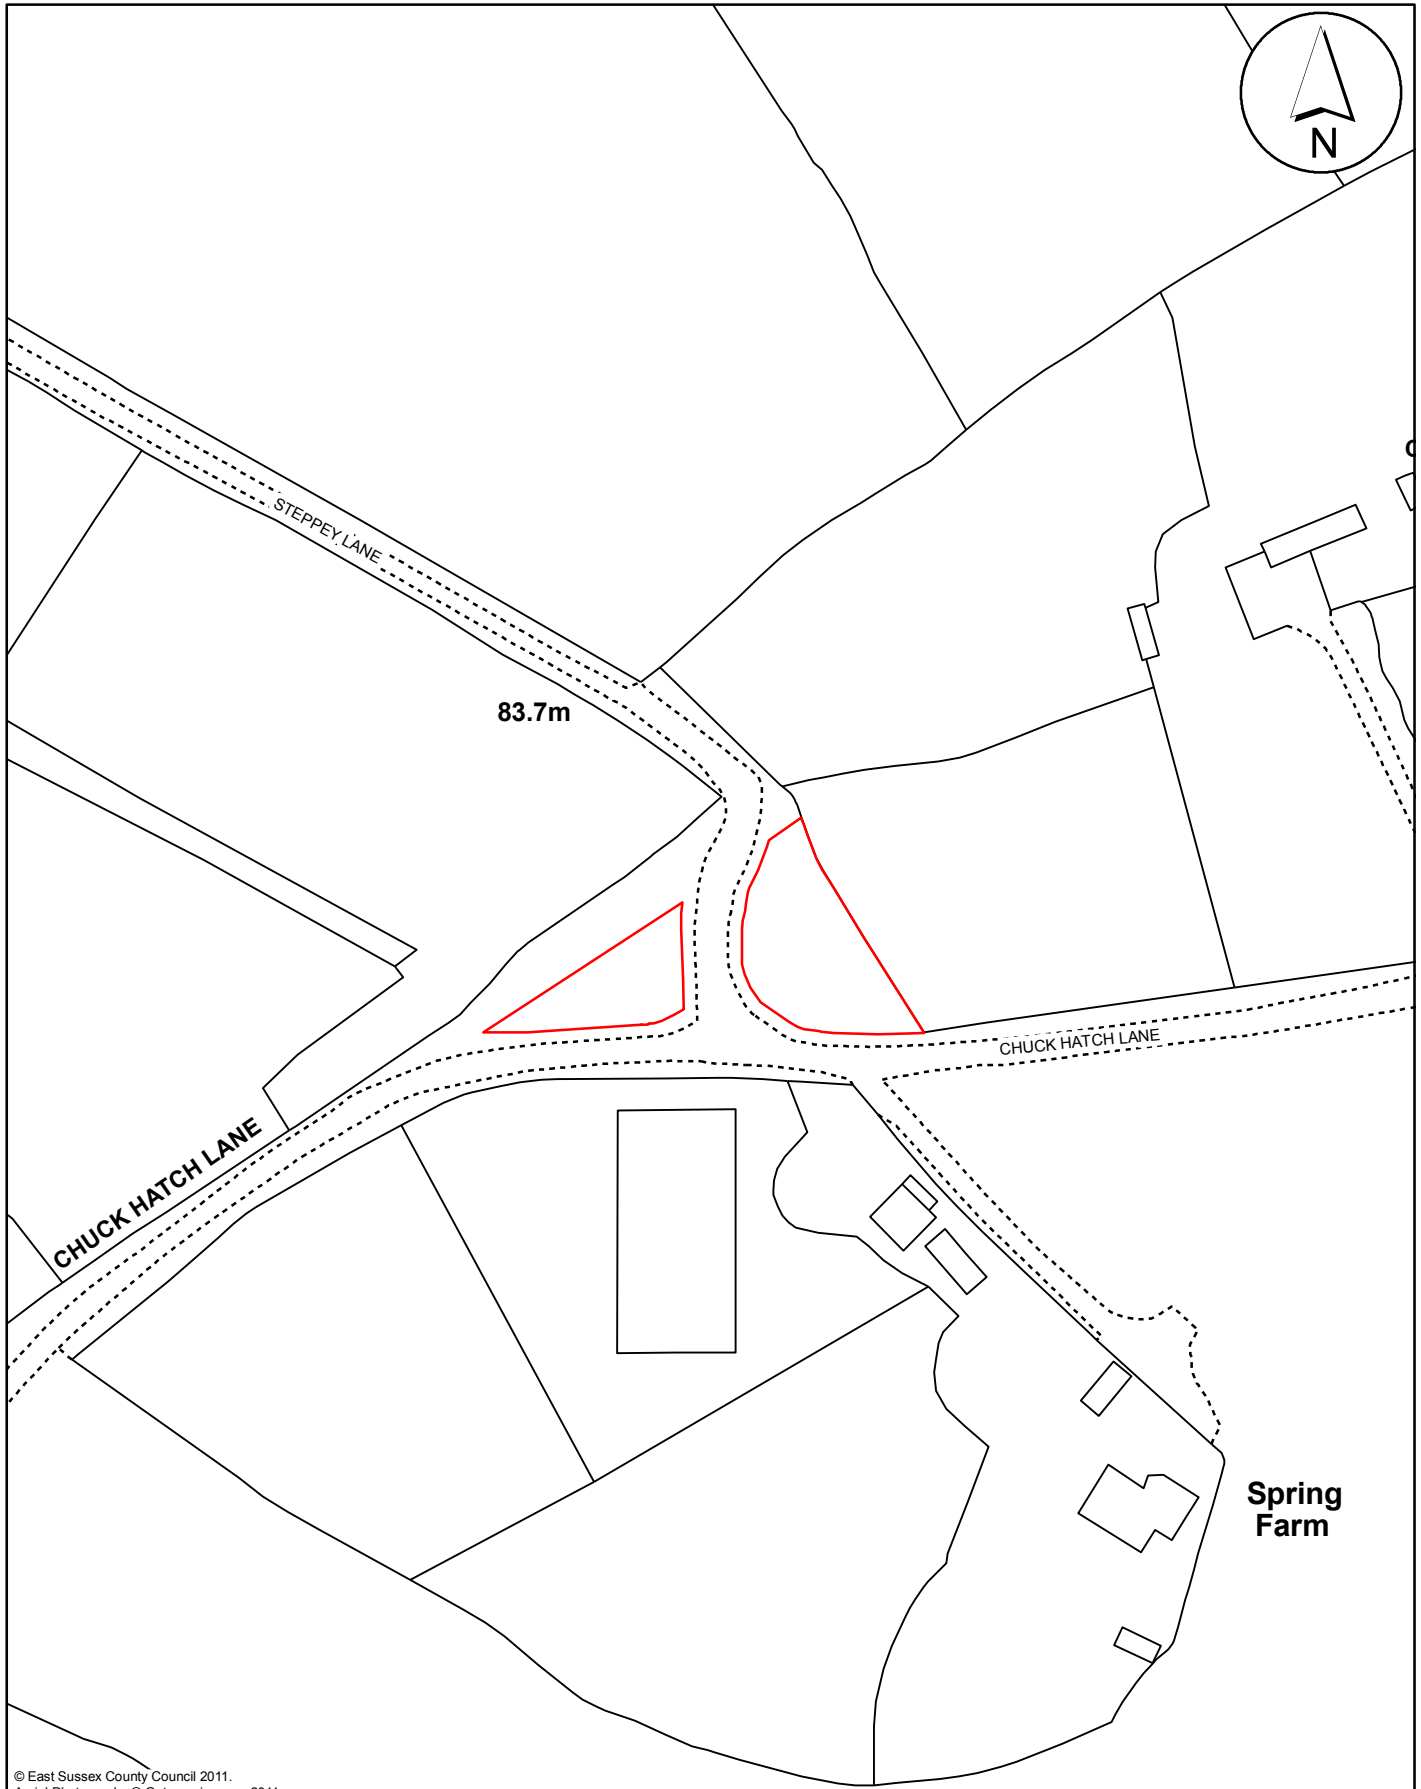 N
STEPPEY LANE
83.7m
CHUCK HATCH LANE
CHUCK HATCH LANE
Spring
Farm
© East Sussex County Council 2011.